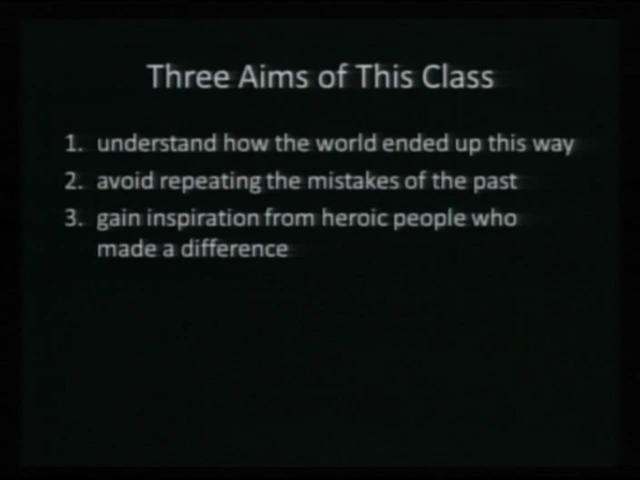 Three Aims of This Class
1. understand how the world ended up this way
2. avoid repeating the mistakes of the past
3. gain inspiration from heroic people who
made a difference